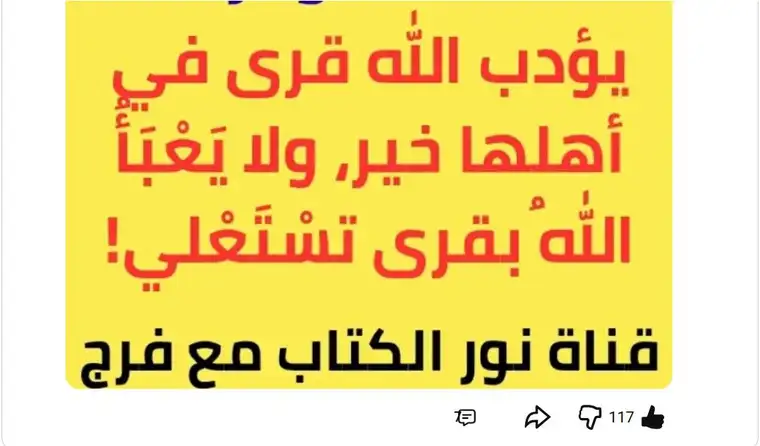 يؤدب الله قرى في
أهلها خير، ولا يَعْبَأُ
اللهُ بقرى تسْتَعْلي!
قناة نور الكتاب مع فرج
117